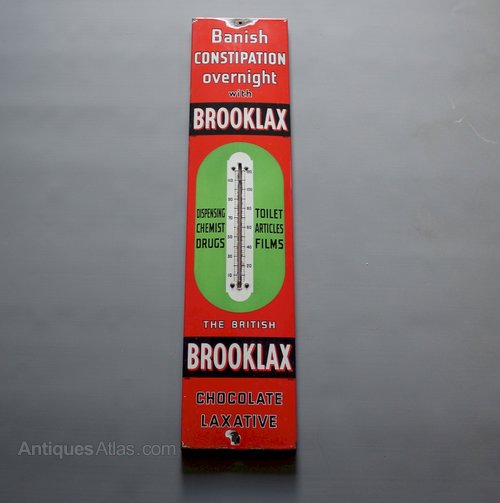 Banish
CONSTIPATION
overnight
with
BROOKLAX
DISPENSING
CHEMIST
DRUGS
TOILET
ARTICLES
FILMS
THE BRITISH
BROOKLAX
CHOCOLATE
LAXATIVE
AntiquesAtlas.com